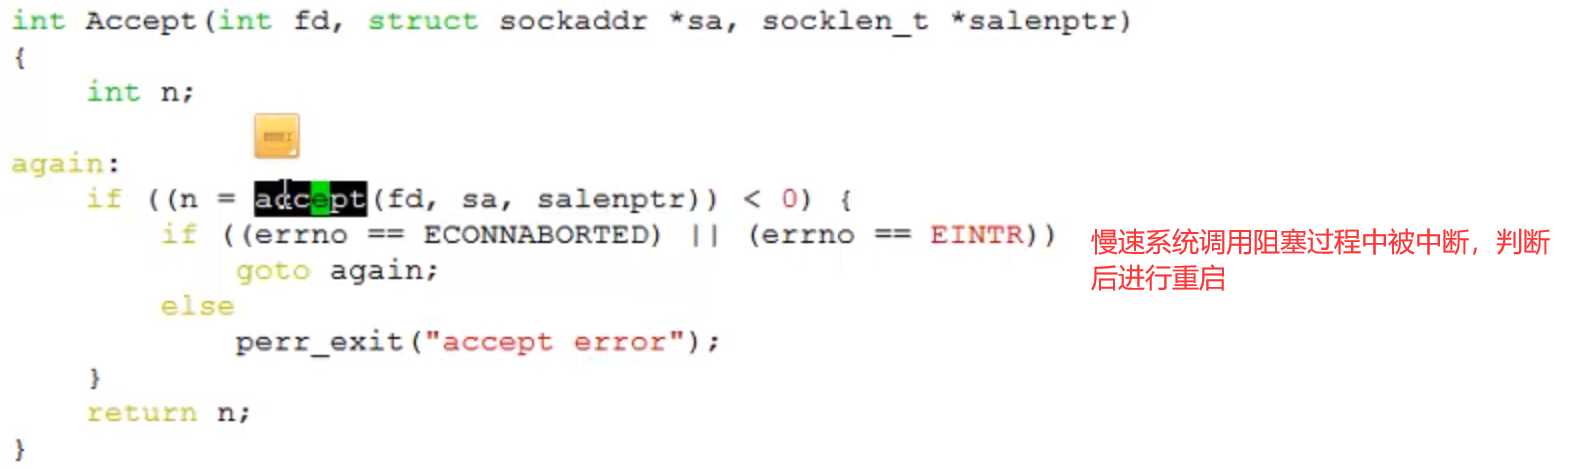 int Accept(int fd, struct sockaddr *sa, socklen_t *salenptr)
{
    int n;
again:
    if ((n = accept(fd, sa, salenptr)) < 0) {
        if ((errno == ECONNABORTED) || (errno == EINTR))
慢速系统调用阻塞过程中被中断，判断
后进行重启
            goto again;
        else
            perr_exit("accept error");
    }
    return n;
}